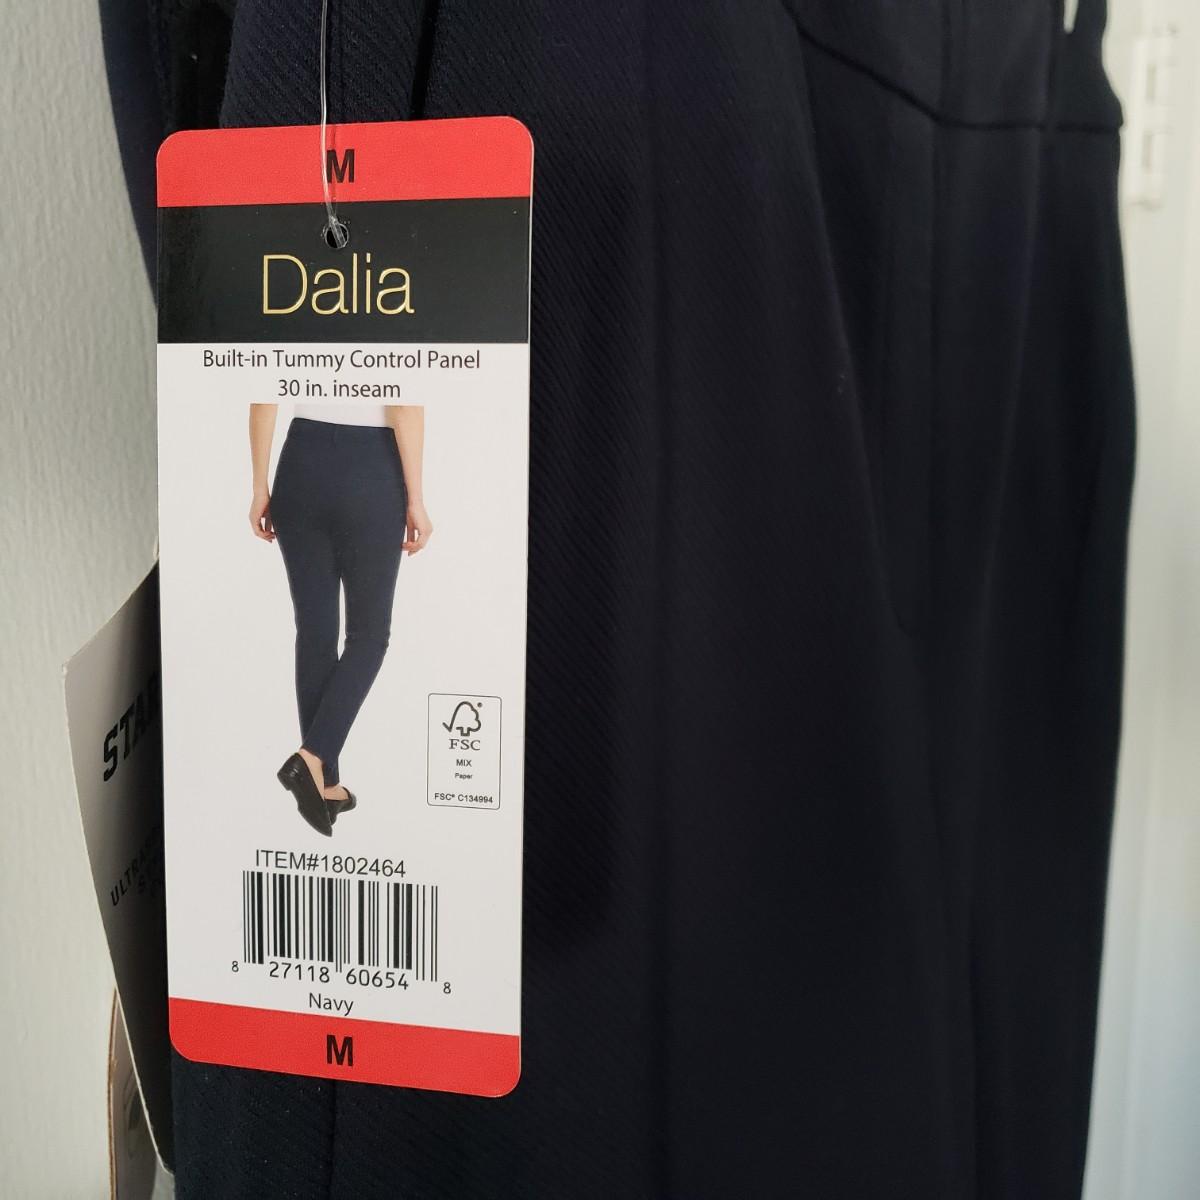 M
Dalia
Built-in Tummy Control Panel
30 in. inseam
FSC
MIX
Paper
FSC® C134994
ITEM#1802464
8 27118 60654 8
Navy
M